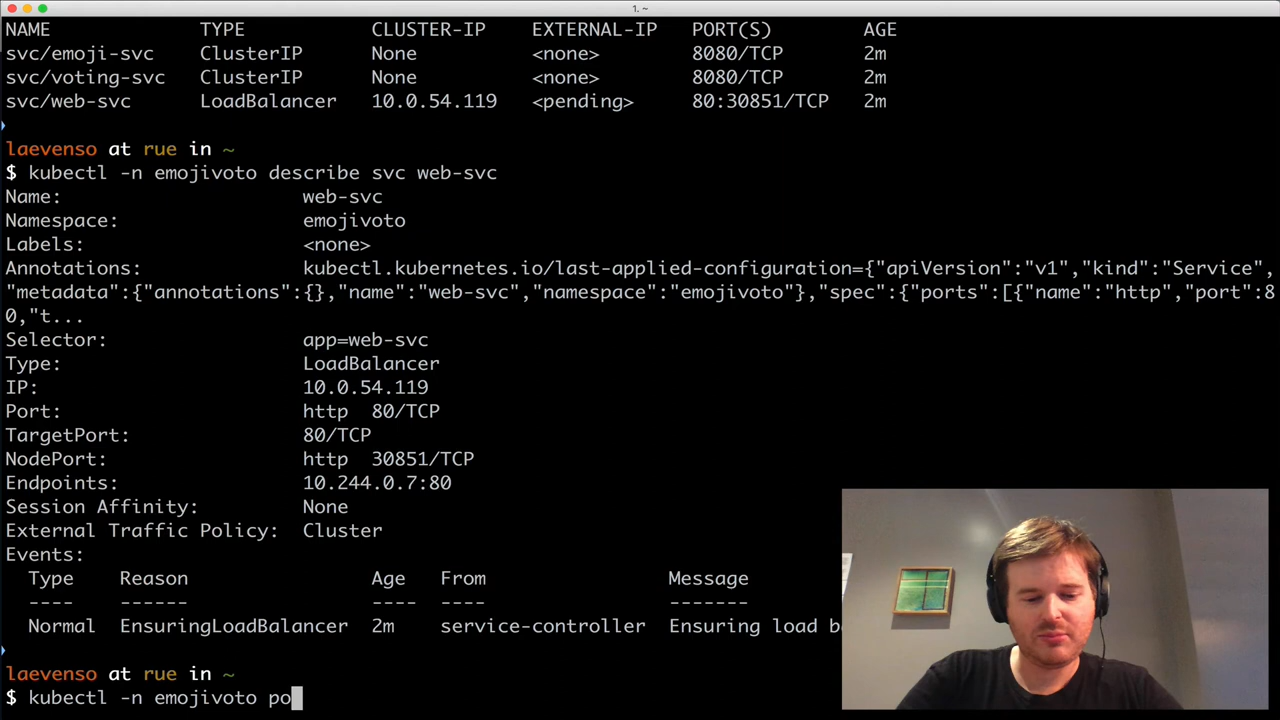 1. ~
NAME TYPE CLUSTER-IP EXTERNAL-IP PORT(S) AGE
svc/emoji-svc ClusterIP None <none> 8080/TCP 2m
svc/voting-svc ClusterIP None <none> 8080/TCP 2m
svc/web-svc LoadBalancer 10.0.54.119 <pending> 80:30851/TCP 2m
laevenso at rue in ~
$ kubectl -n emojivoto describe svc web-svc
Name: web-svc
Namespace: emojivoto
Labels: <none>
Annotations: kubectl.kubernetes.io/last-applied-configuration={"apiVersion":"v1","kind":"Service",
"metadata":{"annotations":{},"name":"web-svc","namespace":"emojivoto"},"spec":{"ports":[{"name":"http","port":8
0,"t...
Selector: app=web-svc
Type: LoadBalancer
IP: 10.0.54.119
Port: http 80/TCP
TargetPort: 80/TCP
NodePort: http 30851/TCP
Endpoints: 10.244.0.7:80
Session Affinity: None
External Traffic Policy: Cluster
Events:
Type Reason Age From Message
---- ------ ---- ---- -------
Normal EnsuringLoadBalancer 2m service-controller Ensuring load
laevenso at rue in ~
$ kubectl -n emojivoto po